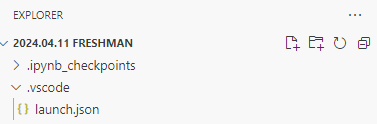 EXPLORER
2024.04.11 FRESHMAN
.ipynb_checkpoints
.vscode
{} launch.json